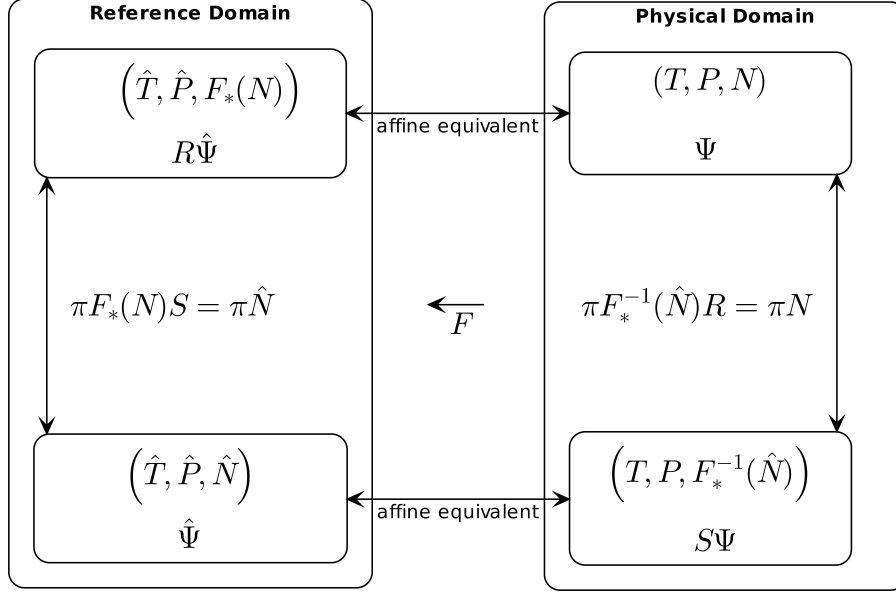 Reference Domain
Physical Domain
(T̂, P̂, F_*(N))
RΨ̂
affine equivalent
(T, P, N)
Ψ
πF_*(N)S = πN̂
F
πF_*^{-1}(N̂)R = πN
(T̂, P̂, N̂)
Ψ̂
affine equivalent
(T, P, F_*^{-1}(N̂))
SΨ